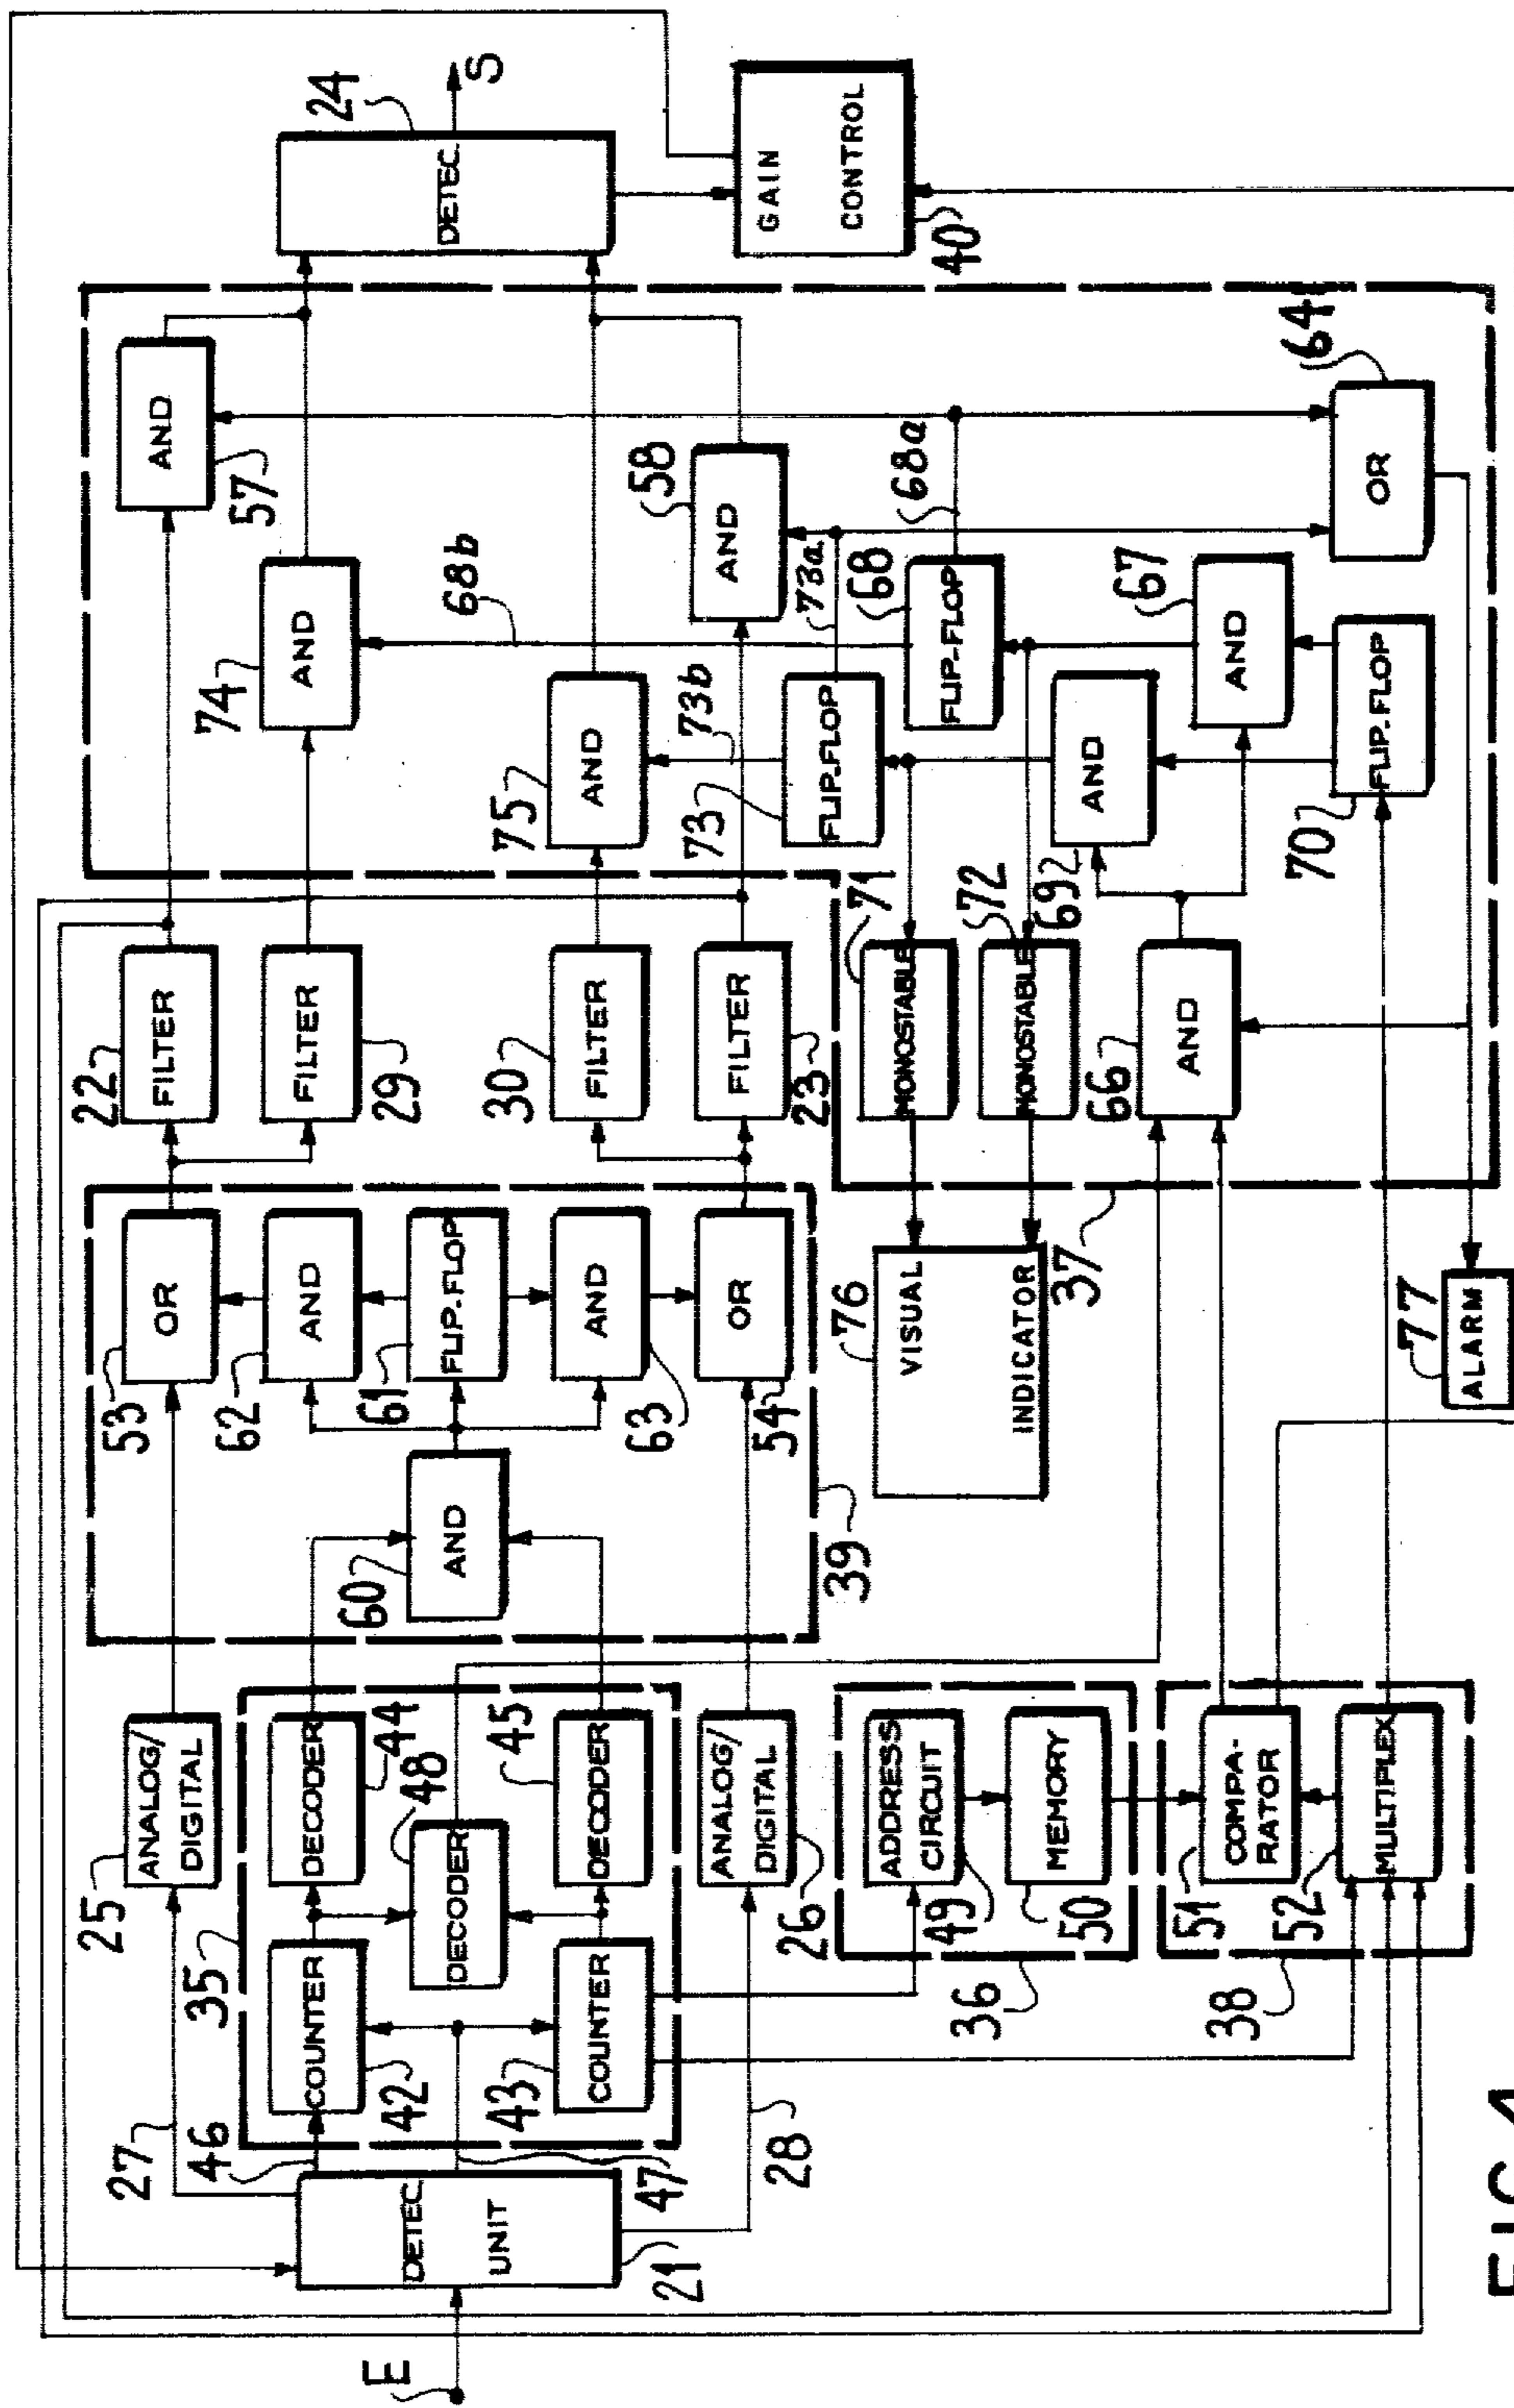 25
ANALOG/
DIGITAL
27
53
OR
22
FILTER
AND
57
24
DETEC.
S
35
46
COUNTER
42
DECODER
44
48
DECODER
62
AND
FILTER
29
74
AND
68b
E
DETEC
UNIT
21
47
60
AND
61
FLIP-FLOP
43
COUNTER
DECODER
45
AND
63
30
FILTER
75
AND
73b
28
ANALOG/
DIGITAL
26
54
OR
39
FILTER
23
AND
58
73
FLIP-FLOP
73a
GAIN
CONTROL
40
ADDRESS
CIRCUIT
49
MEMORY
50
36
76
VISUAL
INDICATOR
37
MONOSTABLE
71
MONOSTABLE
72
FLIP-FLOP
68
68a
69
AND
66
AND
AND
67
51
COMPA-
RATOR
52
MULTIPLEX
38
70
FLIP-FLOP
OR
64
77
ALARM